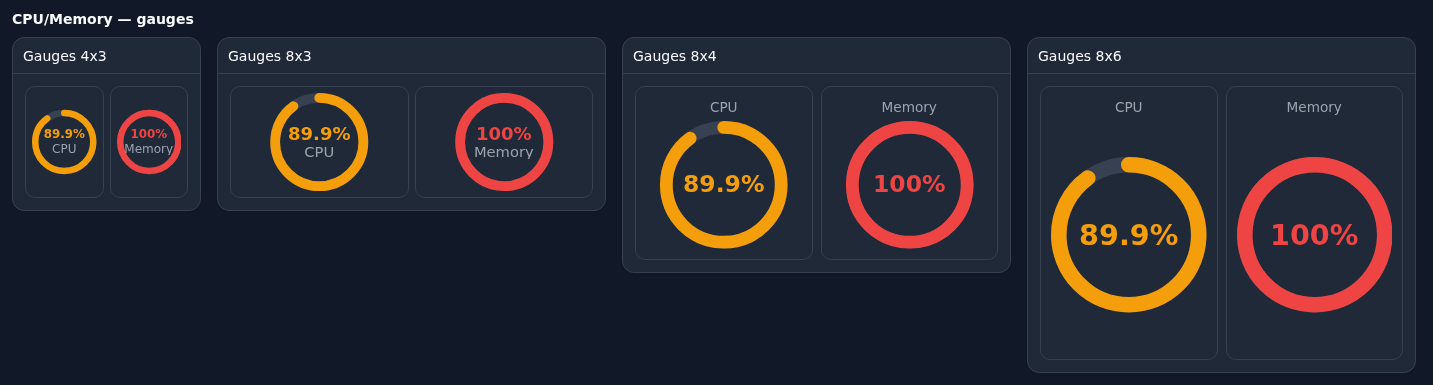 CPU/Memory — gauges
Gauges 4x3
89.9%
CPU
100%
Memory
Gauges 8x3
89.9%
CPU
100%
Memory
Gauges 8x4
CPU
89.9%
Memory
100%
Gauges 8x6
CPU
89.9%
Memory
100%